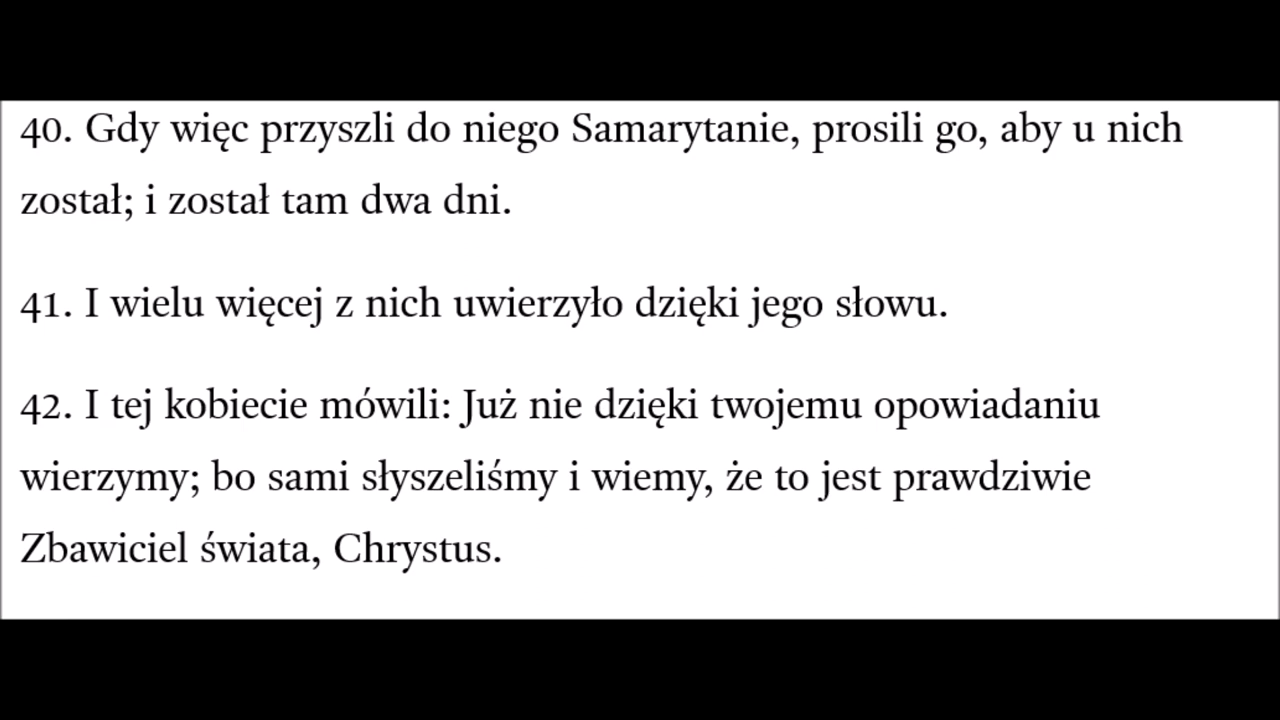 40. Gdy więc przyszli do niego Samarytanie, prosili go, aby u nich
został; i został tam dwa dni.
41. I wielu więcej z nich uwierzyło dzięki jego słowu.
42. I tej kobiecie mówili: Już nie dzięki twojemu opowiadaniu
wierzymy; bo sami słyszeliśmy i wiemy, że to jest prawdziwie
Zbawiciel świata, Chrystus.